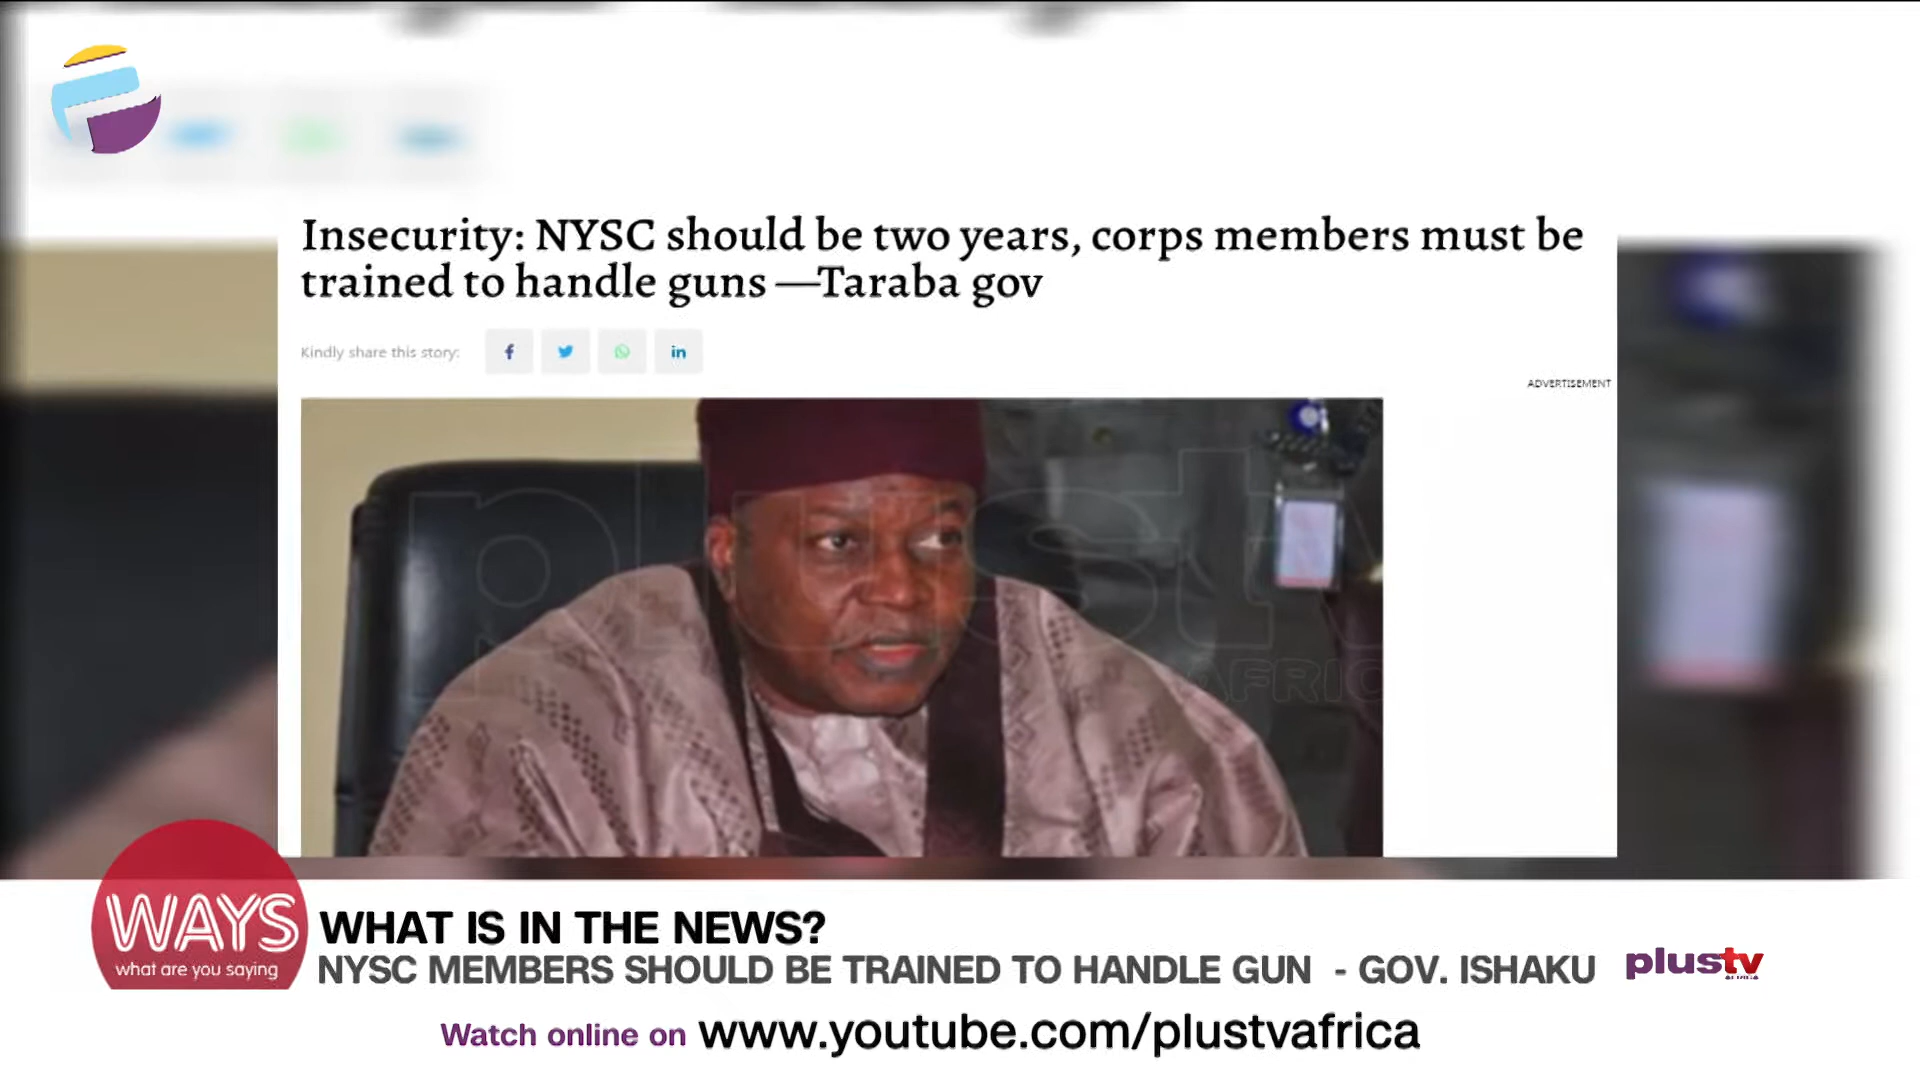 Insecurity: NYSC should be two years, corps members must be
trained to handle guns —Taraba gov
Kindly share this story:
ADVERTISEMENT
plustv
AFRIC
WAYS
what are you saying
WHAT IS IN THE NEWS?
NYSC MEMBERS SHOULD BE TRAINED TO HANDLE GUN - GOV. ISHAKU
plustv
Watch online on www.youtube.com/plustvafrica